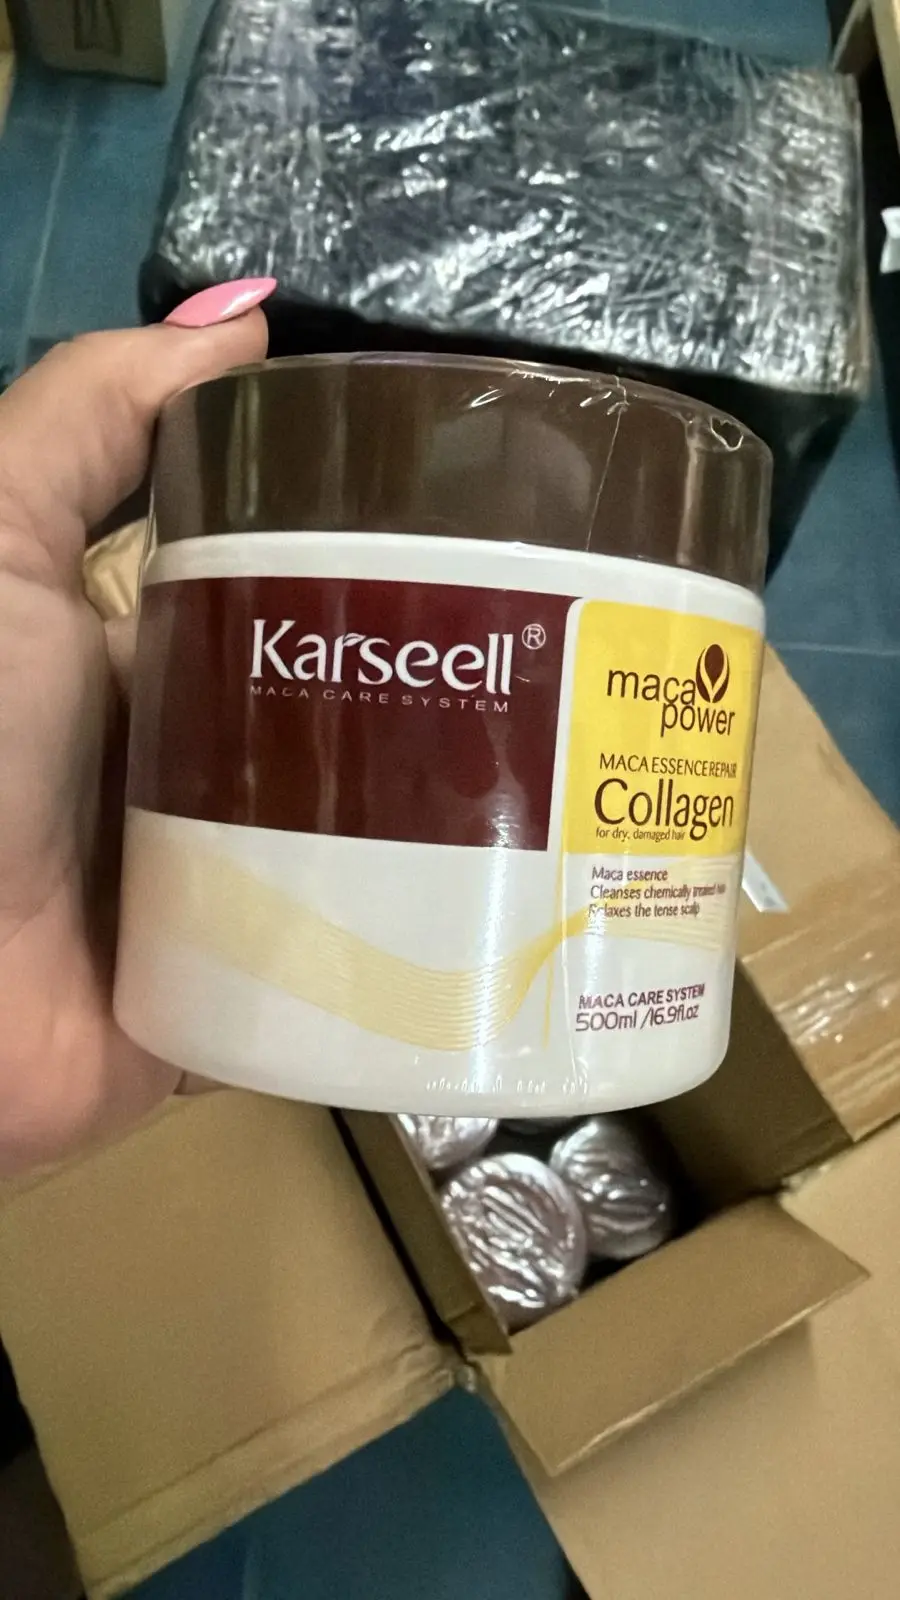 Karseell®
MACA CARE SYSTEM
maca
power
MACA ESSENCE REPAIR
Collagen
for dry, damaged hair
Maca essence
Cleanses chemically treated hair
Relaxes the tense scalp
MACA CARE SYSTEM
500ml /16.9fl.oz